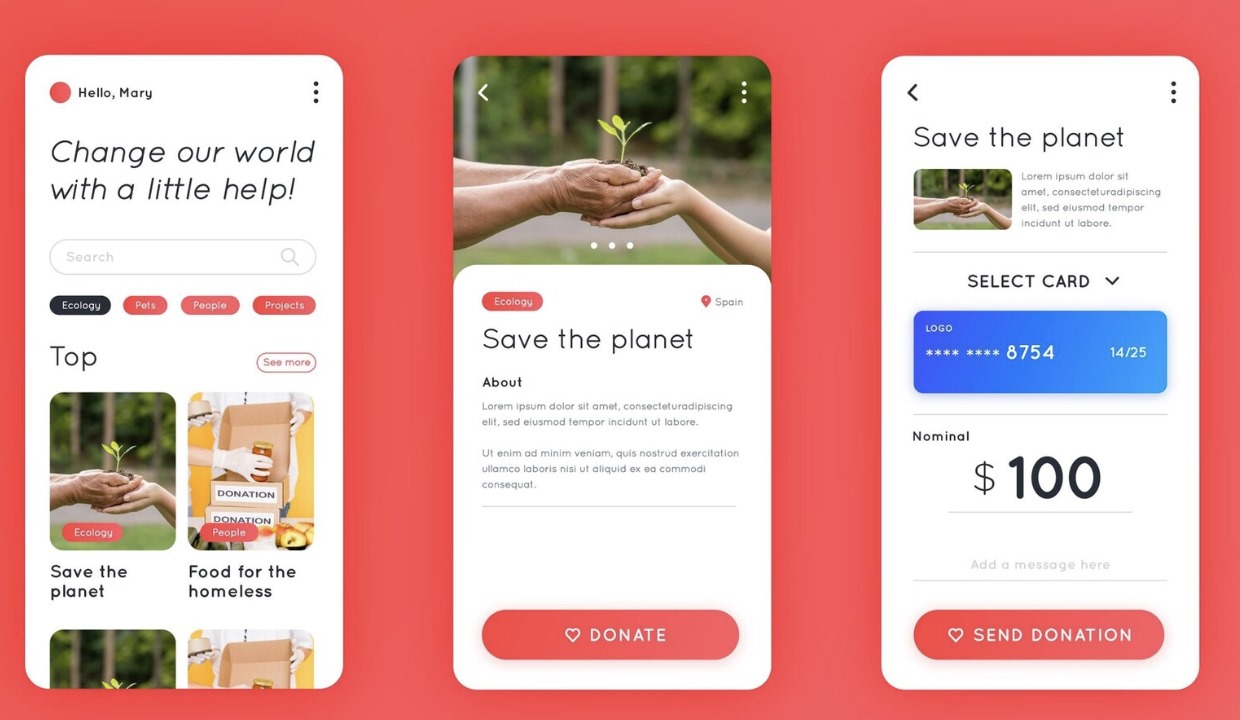 Hello, Mary
Change our world
with a little help!
Search
Ecology
Pets
People
Projects
Top
See more
DONATION
DONATION
Ecology
People
Save the
planet
Food for the
homeless
Ecology
Spain
Save the planet
About
Lorem ipsum dolor sit amet, consecteturadipiscing
elit, sed eiusmod tempor incidunt ut labore.
Ut enim ad minim veniam, quis nostrud exercitation
ullamco laboris nisi ut aliquid ex ea commodi
consequat.
DONATE
Save the planet
Lorem ipsum dolor sit
amet, consecteturadipiscing
elit, sed eiusmod tempor
incidunt ut labore.
SELECT CARD
LOGO
**** **** 8754
14/25
Nominal
$ 100
Add a message here
SEND DONATION